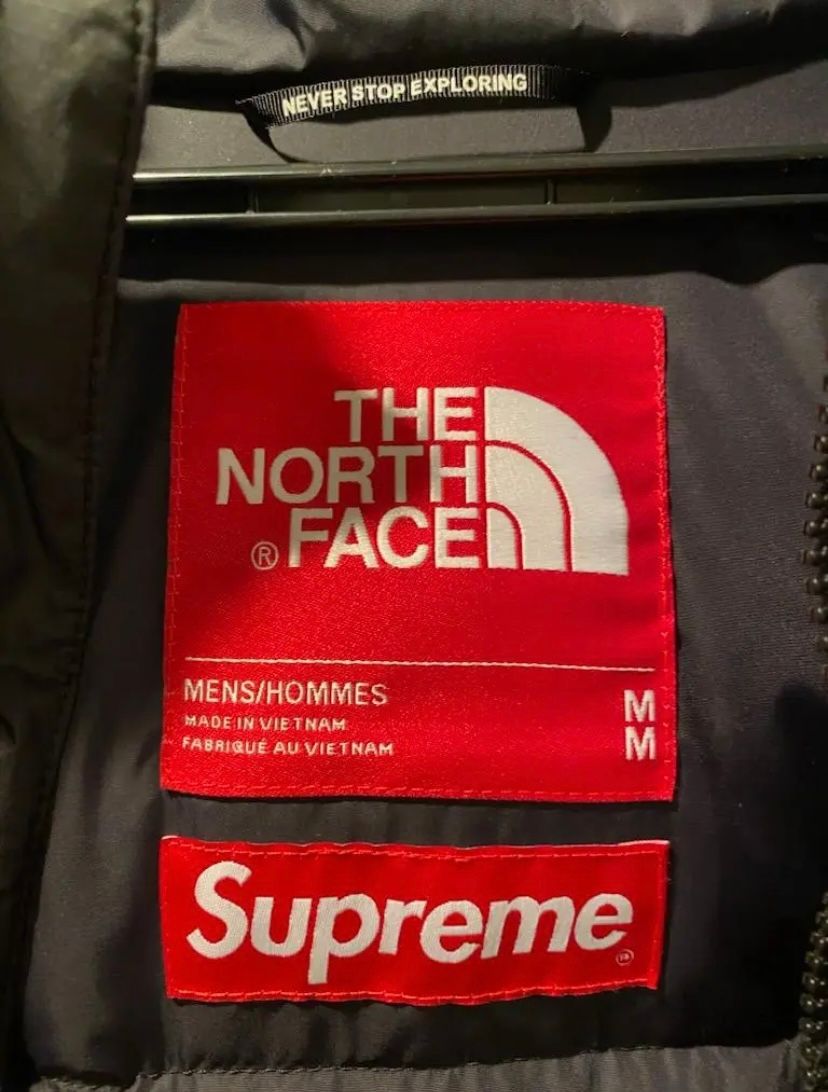 NEVER STOP EXPLORING
THE
NORTH
® FACE
MENS/HOMMES
MADE IN VIETNAM
FABRIQUÉ AU VIETNAM
M
M
Supreme